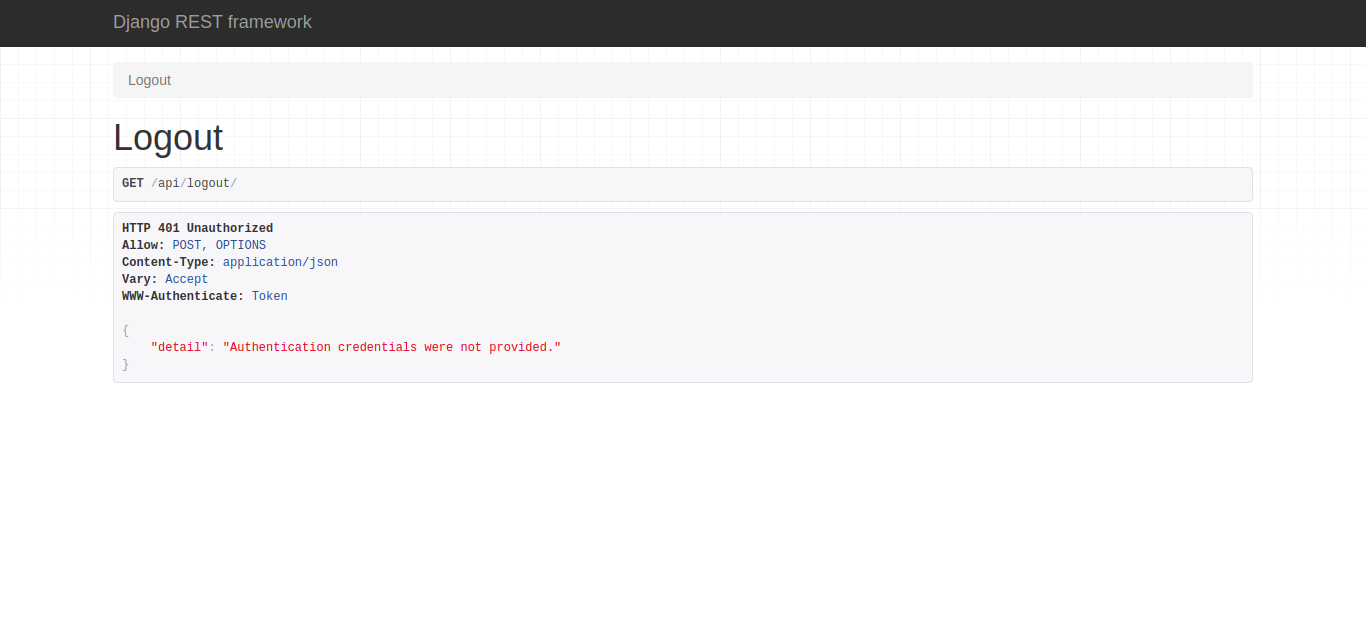 Django REST framework
Logout
Logout
GET /api/logout/
HTTP 401 Unauthorized
Allow: POST, OPTIONS
Content-Type: application/json
Vary: Accept
WWW-Authenticate: Token
{
    "detail": "Authentication credentials were not provided."
}